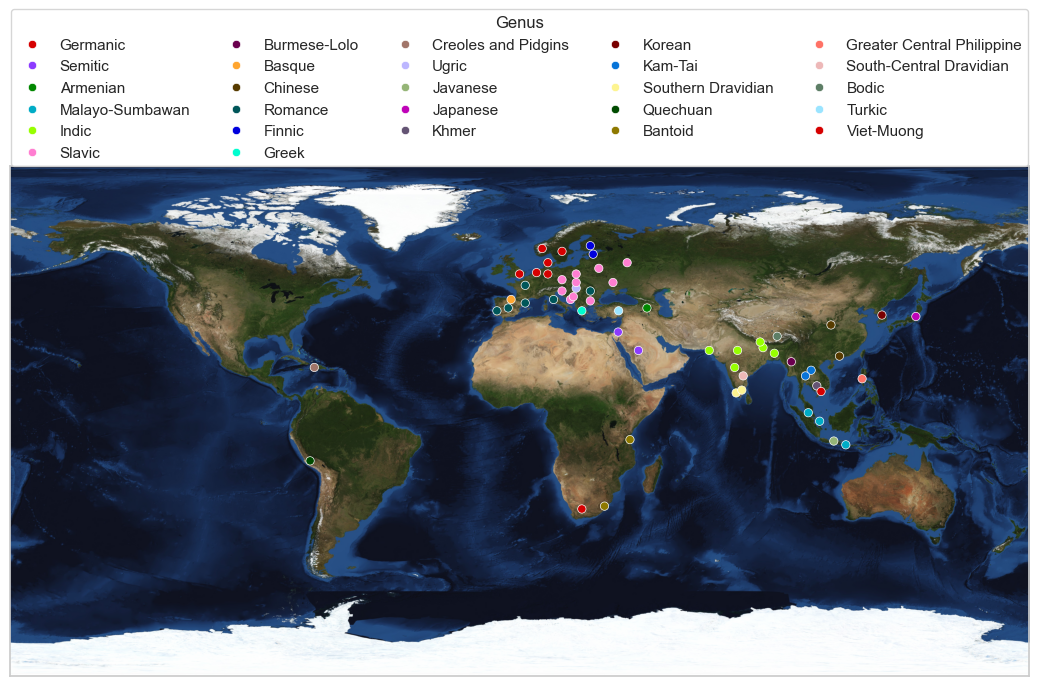 Genus
Germanic
Semitic
Armenian
Malayo-Sumbawan
Indic
Slavic
Burmese-Lolo
Basque
Chinese
Romance
Finnic
Greek
Creoles and Pidgins
Ugric
Javanese
Japanese
Khmer
Korean
Kam-Tai
Southern Dravidian
Quechuan
Bantoid
Greater Central Philippine
South-Central Dravidian
Bodic
Turkic
Viet-Muong